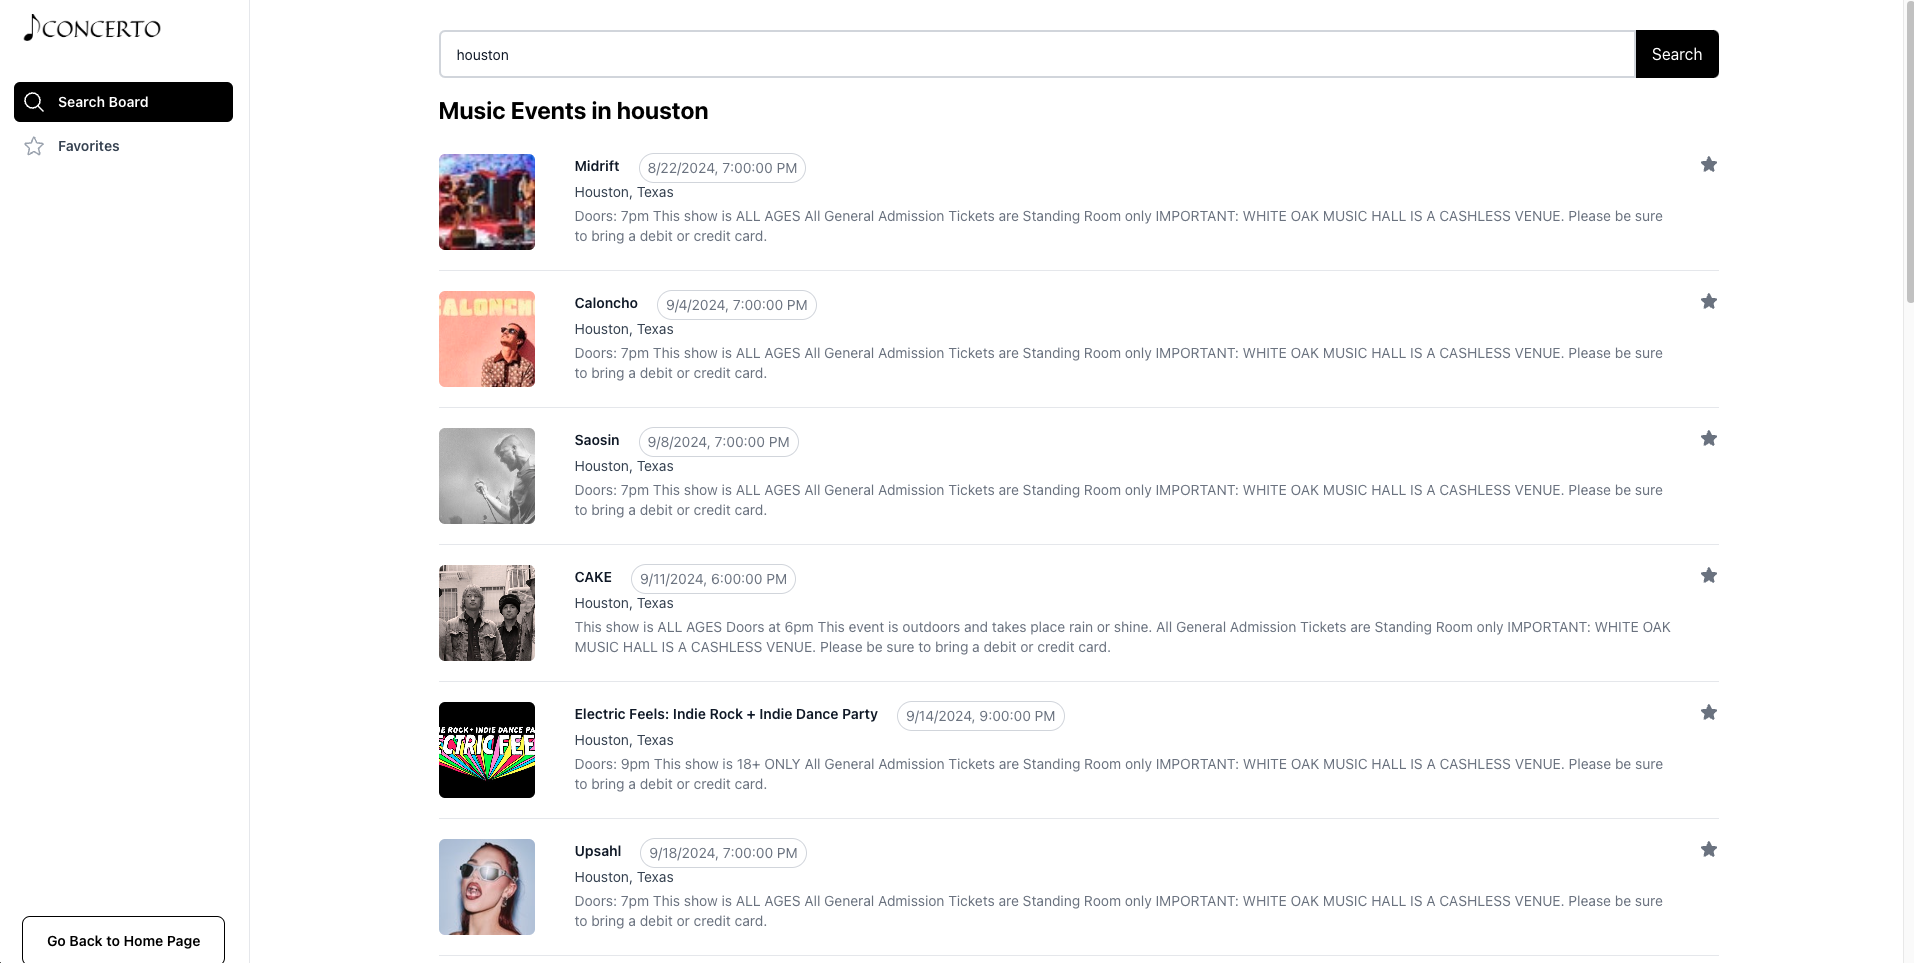 CONCERTO
Search Board
Favorites
Go Back to Home Page
houston
Search
Music Events in houston
Midrift 8/22/2024, 7:00:00 PM
Houston, Texas
Doors: 7pm This show is ALL AGES All General Admission Tickets are Standing Room only IMPORTANT: WHITE OAK MUSIC HALL IS A CASHLESS VENUE. Please be sure
to bring a debit or credit card.
CALONCH
Caloncho 9/4/2024, 7:00:00 PM
Houston, Texas
Doors: 7pm This show is ALL AGES All General Admission Tickets are Standing Room only IMPORTANT: WHITE OAK MUSIC HALL IS A CASHLESS VENUE. Please be sure
to bring a debit or credit card.
Saosin 9/8/2024, 7:00:00 PM
Houston, Texas
Doors: 7pm This show is ALL AGES All General Admission Tickets are Standing Room only IMPORTANT: WHITE OAK MUSIC HALL IS A CASHLESS VENUE. Please be sure
to bring a debit or credit card.
CAKE 9/11/2024, 6:00:00 PM
Houston, Texas
This show is ALL AGES Doors at 6pm This event is outdoors and takes place rain or shine. All General Admission Tickets are Standing Room only IMPORTANT: WHITE OAK
MUSIC HALL IS A CASHLESS VENUE. Please be sure to bring a debit or credit card.
IE ROCK + INDIE DANCE PA
ECTRIC FEE
Electric Feels: Indie Rock + Indie Dance Party 9/14/2024, 9:00:00 PM
Houston, Texas
Doors: 9pm This show is 18+ ONLY All General Admission Tickets are Standing Room only IMPORTANT: WHITE OAK MUSIC HALL IS A CASHLESS VENUE. Please be sure
to bring a debit or credit card.
Upsahl 9/18/2024, 7:00:00 PM
Houston, Texas
Doors: 7pm This show is ALL AGES All General Admission Tickets are Standing Room only IMPORTANT: WHITE OAK MUSIC HALL IS A CASHLESS VENUE. Please be sure
to bring a debit or credit card.